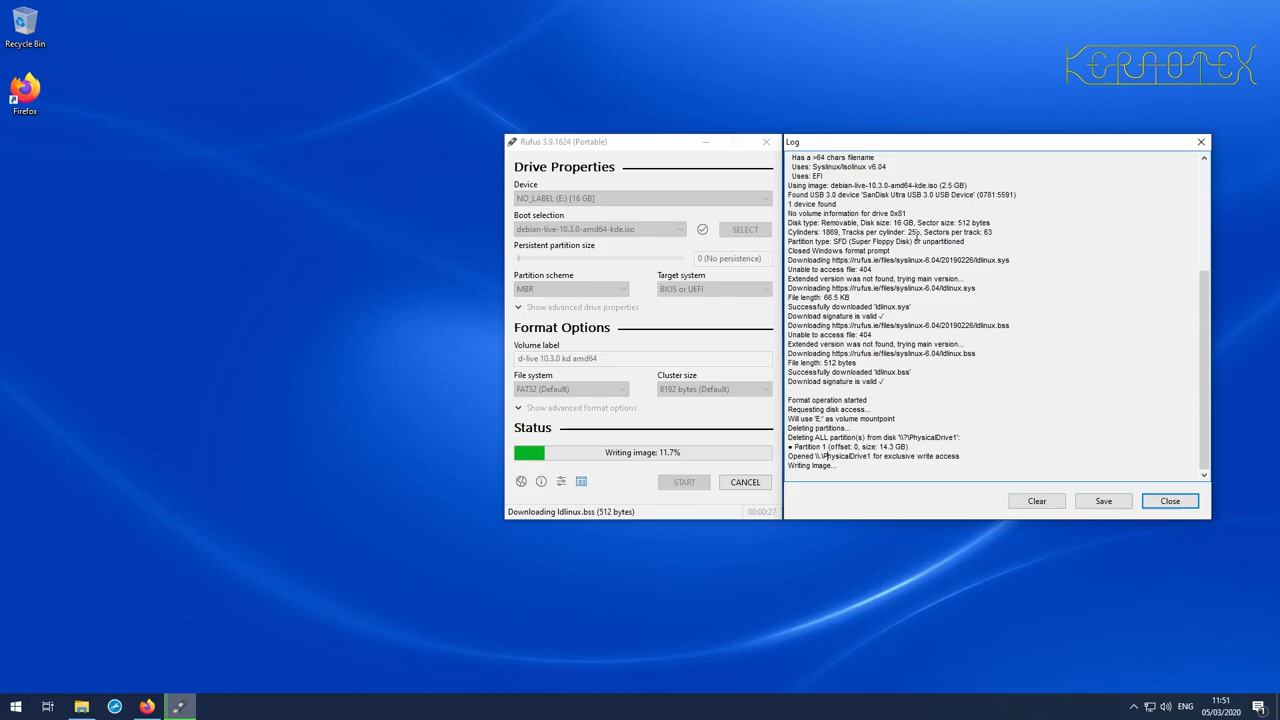 Recycle Bin
Firefox
KERNOTEX
Rufus 3.9.1624 (Portable)
Drive Properties
Device
NO_LABEL (E:) [16 GB]
Boot selection
debian-live-10.3.0-amd64-kde.iso
SELECT
Persistent partition size
0 (No persistence)
Partition scheme
Target system
MBR
BIOS or UEFI
Show advanced drive properties
Format Options
Volume label
d-live 10.3.0 kd amd64
File system
Cluster size
FAT32 (Default)
8192 bytes (Default)
Show advanced format options
Status
Writing image: 11.7%
START
CANCEL
Downloading ldlinux.bss (512 bytes)
00:00:27
Log
Has a >64 chars filename
Uses: Syslinux/Isolinux v6.04
Uses: EFI
Using image: debian-live-10.3.0-amd64-kde.iso (2.5 GB)
Found USB 3.0 device 'SanDisk Ultra USB 3.0 USB Device' (0781:5591)
1 device found
No volume information for drive 0x81
Disk type: Removable, Disk size: 16 GB, Sector size: 512 bytes
Cylinders: 1869, Tracks per cylinder: 255, Sectors per track: 63
Partition type: SFD (Super Floppy Disk) or unpartitioned
Closed Windows format prompt
Downloading https://rufus.ie/files/syslinux-6.04/20190226/ldlinux.sys
Unable to access file: 404
Extended version was not found, trying main version...
Downloading https://rufus.ie/files/syslinux-6.04/ldlinux.sys
File length: 66.5 KB
Successfully downloaded 'ldlinux.sys'
Download signature is valid ✓
Downloading https://rufus.ie/files/syslinux-6.04/20190226/ldlinux.bss
Unable to access file: 404
Extended version was not found, trying main version...
Downloading https://rufus.ie/files/syslinux-6.04/ldlinux.bss
File length: 512 bytes
Successfully downloaded 'ldlinux.bss'
Download signature is valid ✓
Format operation started
Requesting disk access...
Will use 'E:' as volume mountpoint
Deleting partitions...
Deleting ALL partition(s) from disk '\\?\PhysicalDrive1':
● Partition 1 (offset: 0, size: 14.3 GB)
Opened \\.\PhysicalDrive1 for exclusive write access
Writing Image...
Clear
Save
Close
ENG
11:51
05/03/2020
1